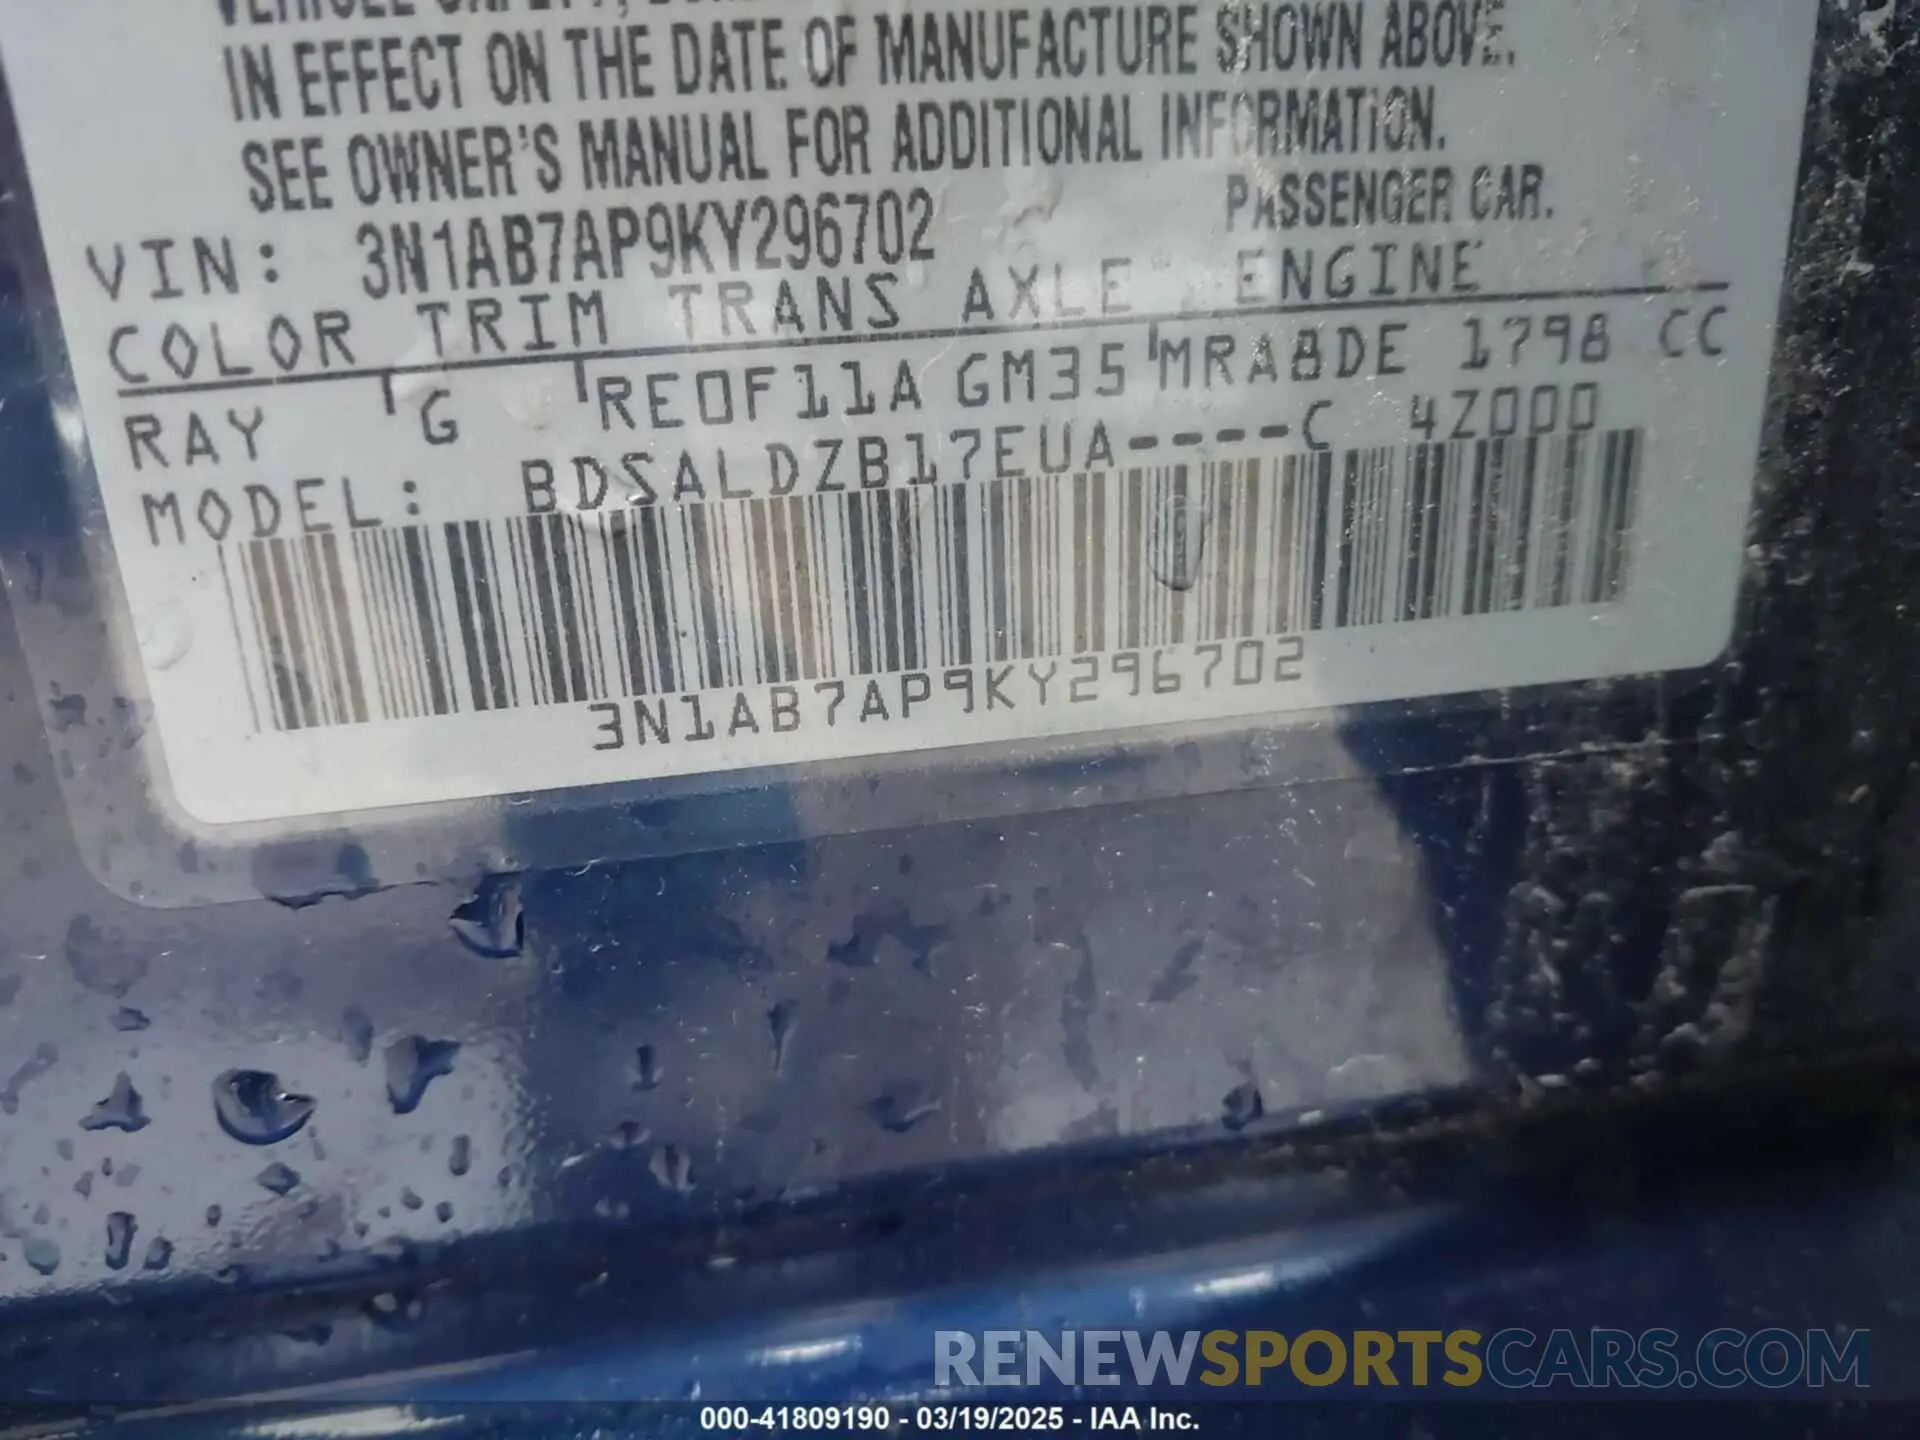 VEHICLE SAFETY,
IN EFFECT ON THE DATE OF MANUFACTURE SHOWN ABOVE.
SEE OWNER'S MANUAL FOR ADDITIONAL INFORMATION.
VIN: 3N1AB7AP9KY296702 PASSENGER CAR.
COLOR TRIM TRANS AXLE ENGINE
RAY G RE0F11A GM35 MRA8DE 1798 CC
MODEL: BDSALDZB17EUA----C 4Z000
3N1AB7AP9KY296702
RENEWSPORTSCARS.COM
000-41809190 - 03/19/2025 - IAA Inc.